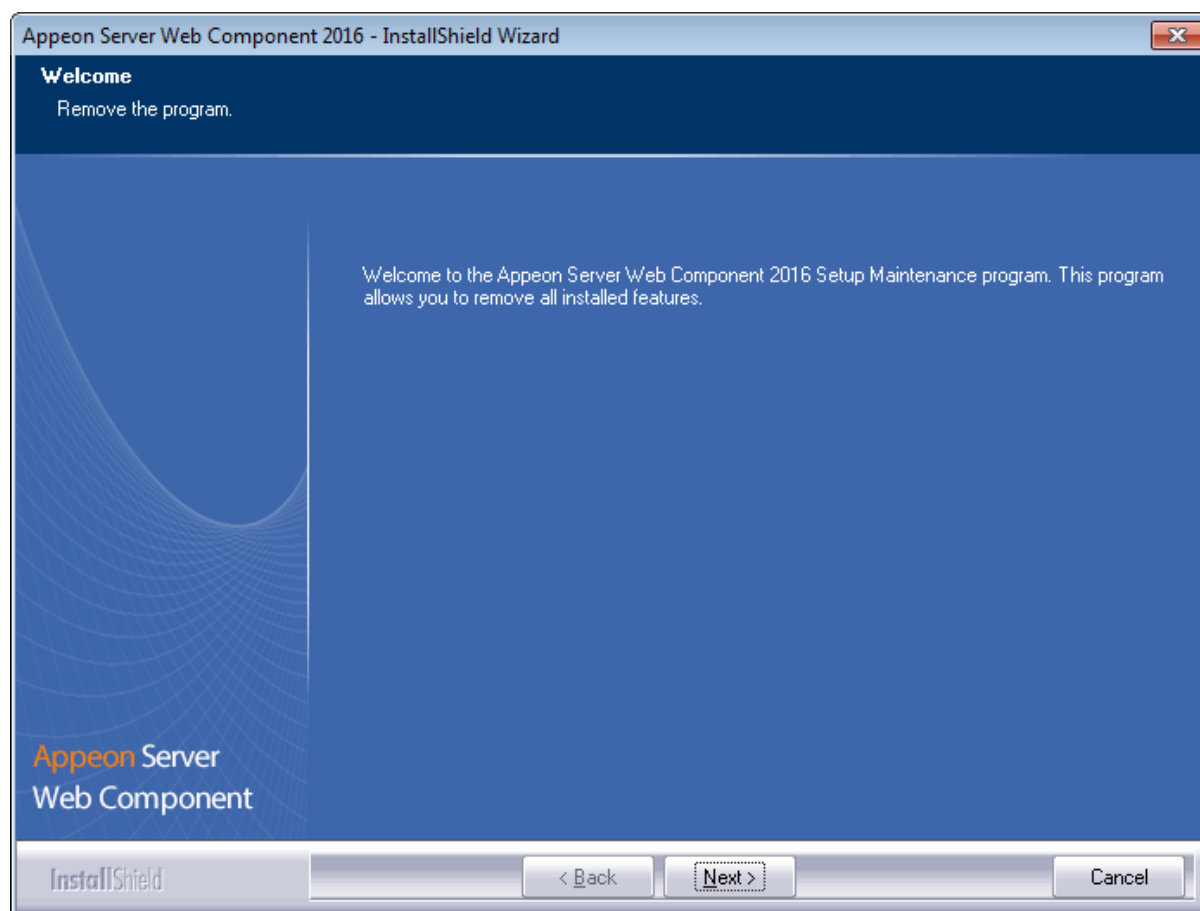 Appeon Server Web Component 2016 - InstallShield Wizard
Welcome
Remove the program.
Welcome to the Appeon Server Web Component 2016 Setup Maintenance program. This program
allows you to remove all installed features.
Appeon Server
Web Component
InstallShield
< Back
Next >
Cancel